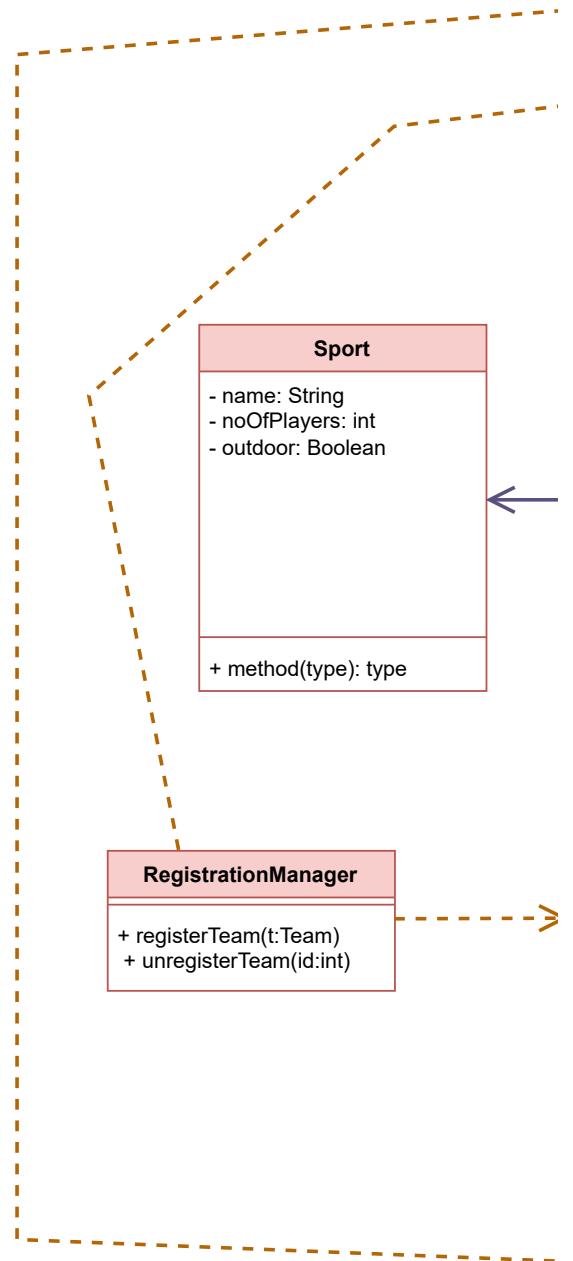 Sport
- name: String
- noOfPlayers: int
- outdoor: Boolean
+ method(type): type
RegistrationManager
+ registerTeam(t:Team)
+ unregisterTeam(id:int)